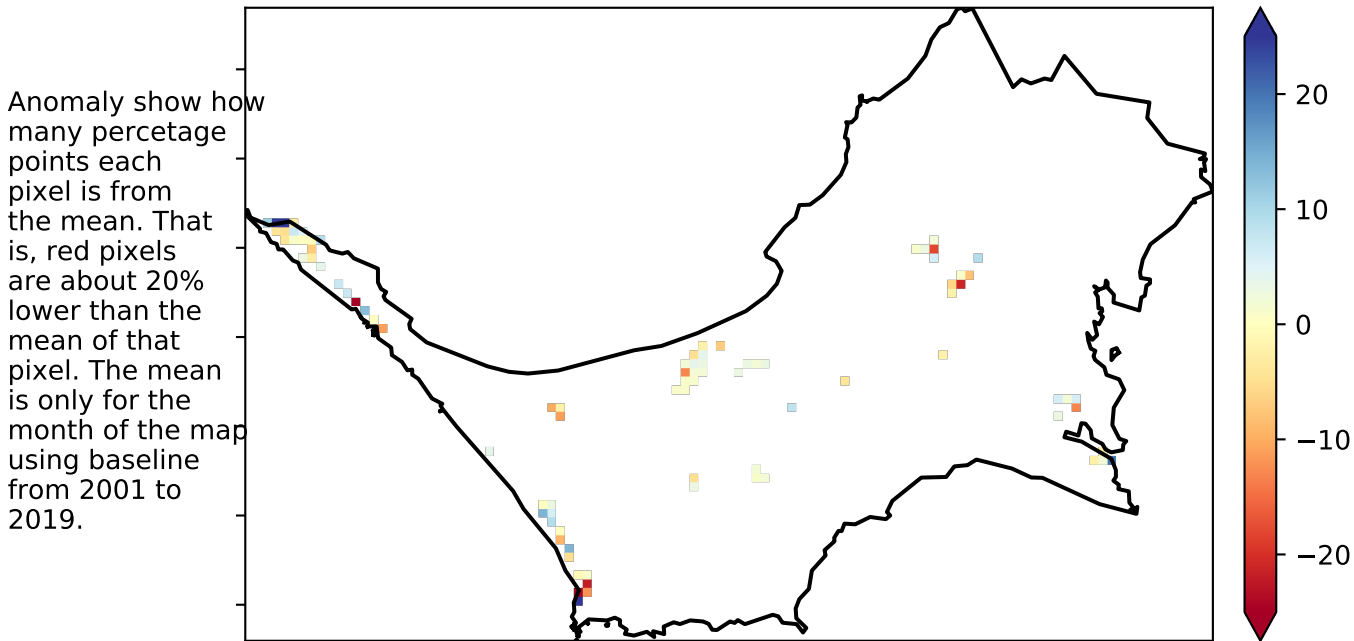 Anomaly show how
many percetage
points each
pixel is from
the mean. That
is, red pixels
are about 20%
lower than the
mean of that
pixel. The mean
is only for the
month of the map
using baseline
from 2001 to
2019.
20
10
0
−10
−20